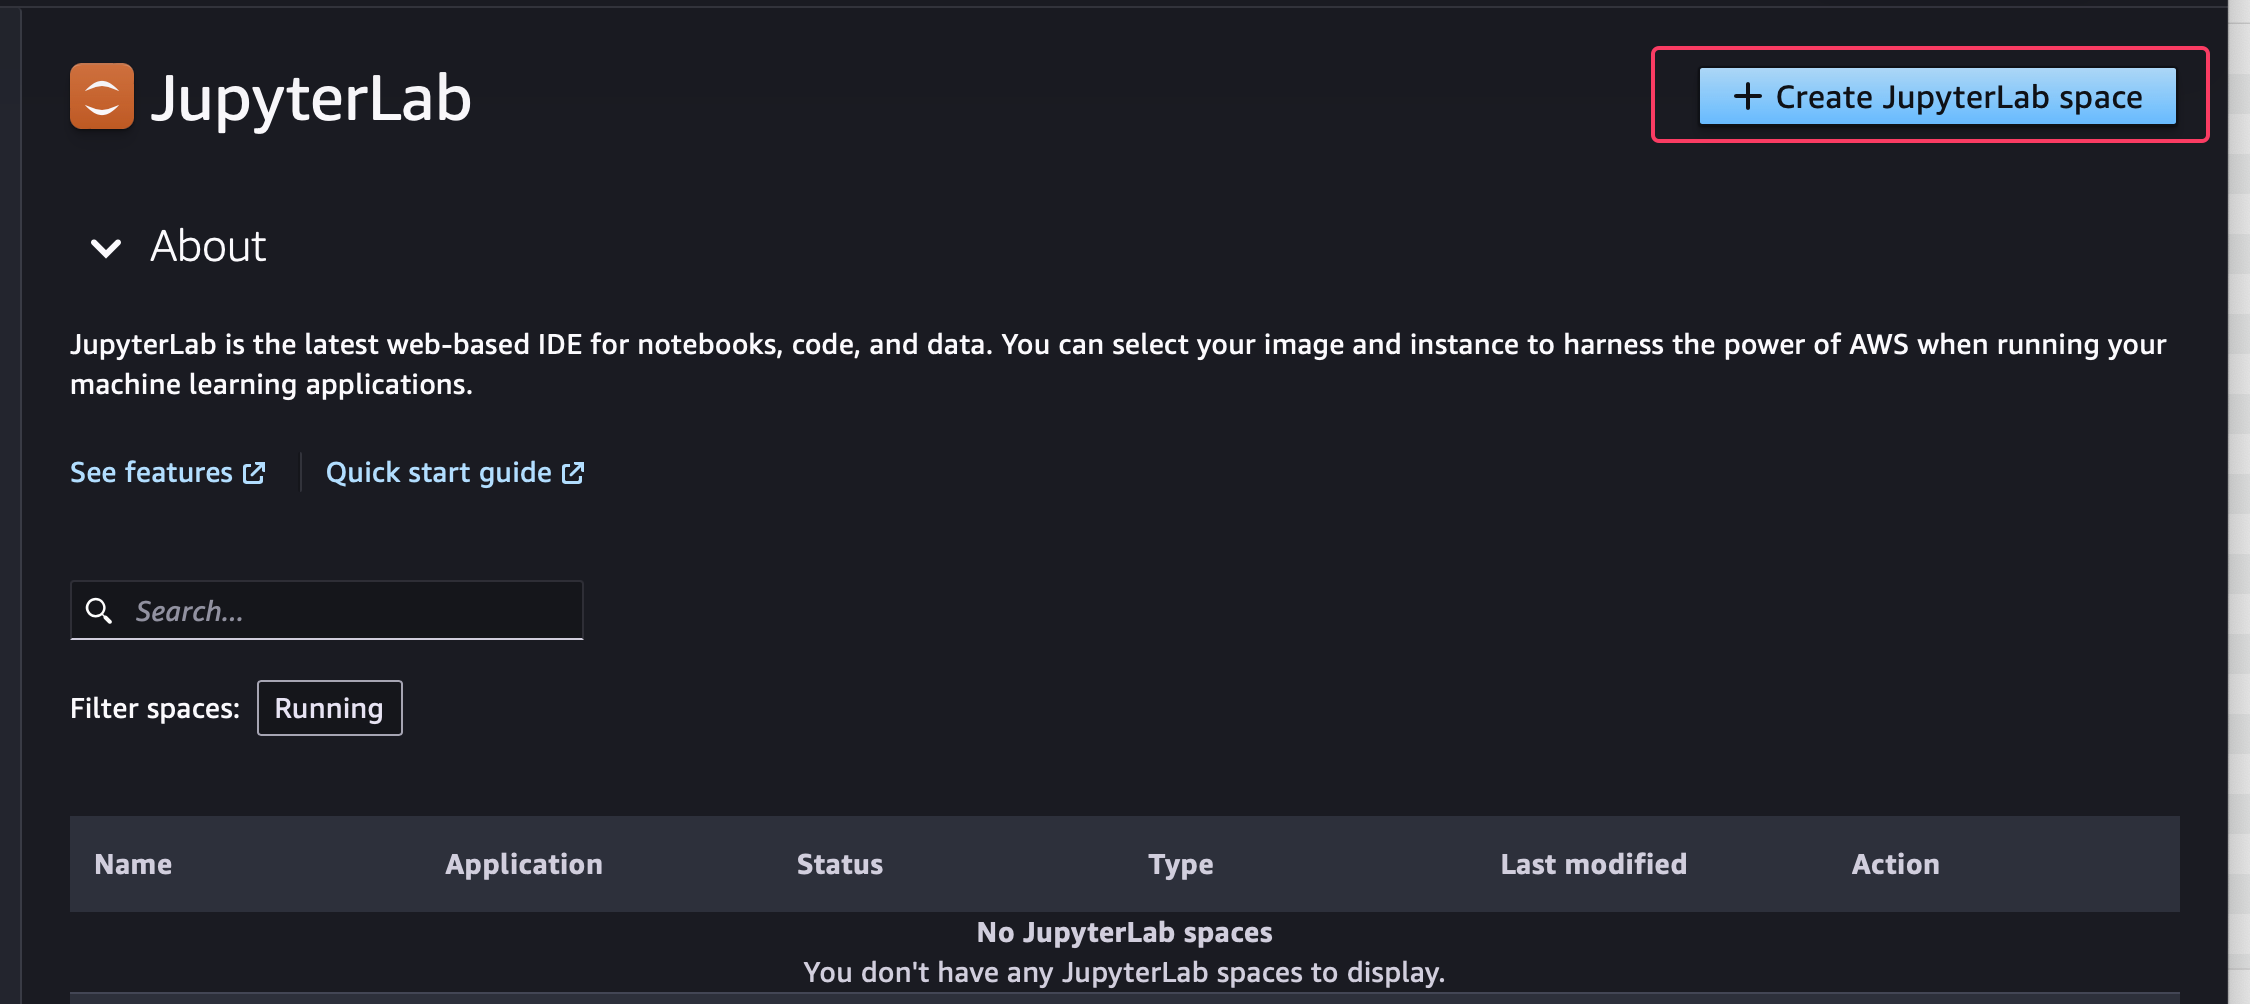 JupyterLab
+ Create JupyterLab space
About
JupyterLab is the latest web-based IDE for notebooks, code, and data. You can select your image and instance to harness the power of AWS when running your
machine learning applications.
See features
Quick start guide
Search...
Filter spaces: Running
Name Application Status Type Last modified Action
No JupyterLab spaces
You don't have any JupyterLab spaces to display.